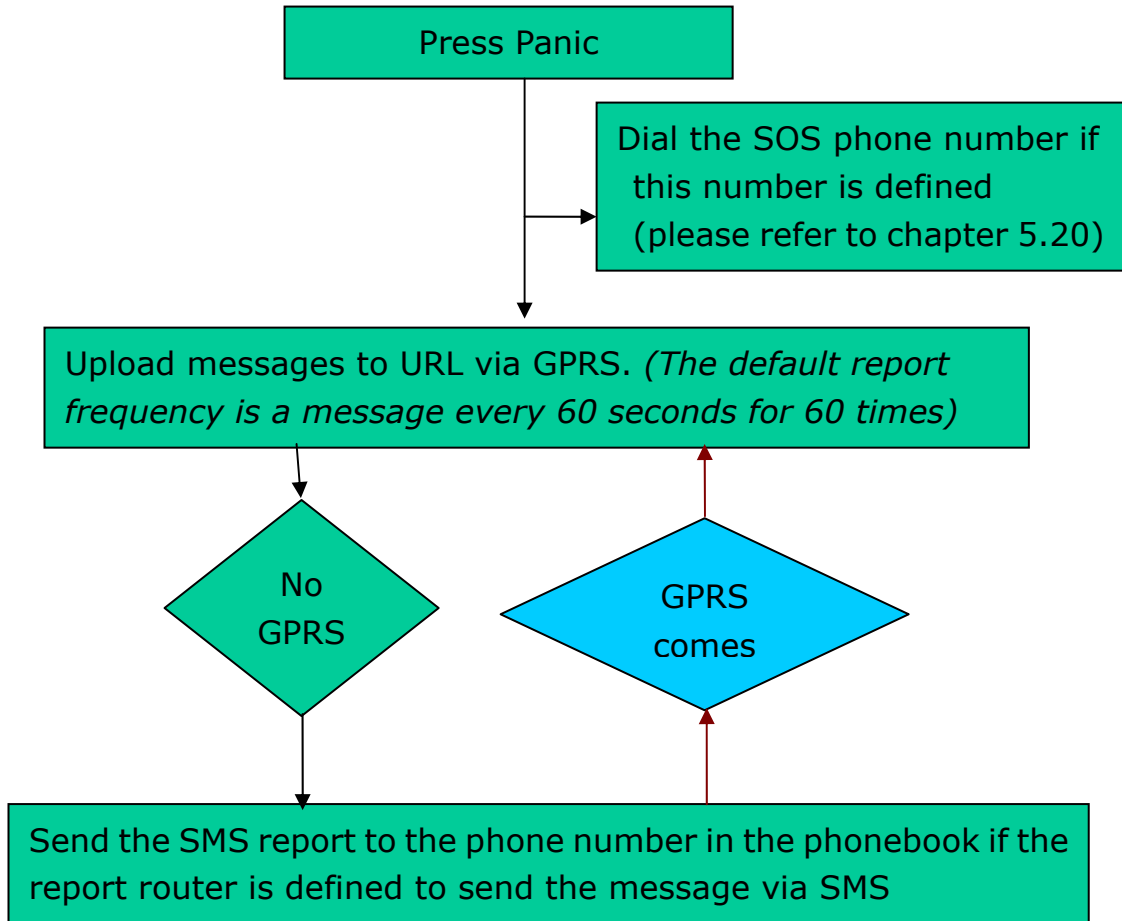 Press Panic
Dial the SOS phone number if
this number is defined
(please refer to chapter 5.20)
Upload messages to URL via GPRS. (The default report
frequency is a message every 60 seconds for 60 times)
No
GPRS
GPRS
comes
Send the SMS report to the phone number in the phonebook if the
report router is defined to send the message via SMS